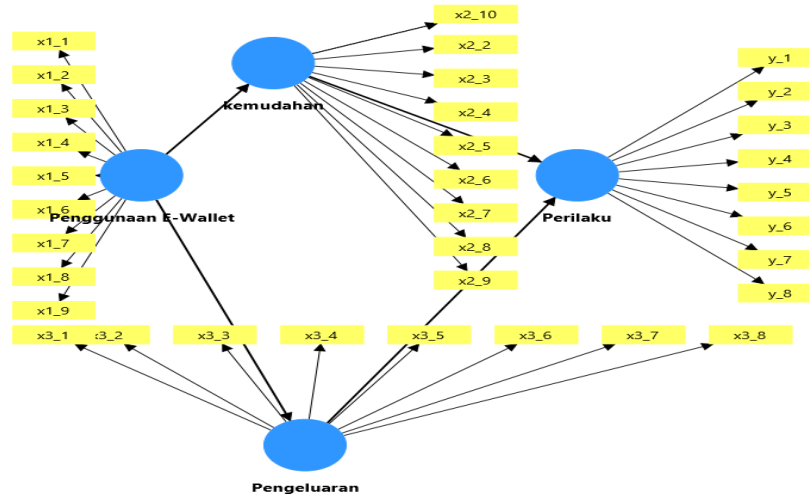 x1_1
x1_2
x1_3
x1_4
x1_5
x1_6
x1_7
x1_8
x1_9
Penggunaan E-Wallet
kemudahan
x2_10
x2_2
x2_3
x2_4
x2_5
x2_6
x2_7
x2_8
x2_9
Perilaku
y_1
y_2
y_3
y_4
y_5
y_6
y_7
y_8
x3_1
x3_2
x3_3
x3_4
x3_5
x3_6
x3_7
x3_8
Pengeluaran